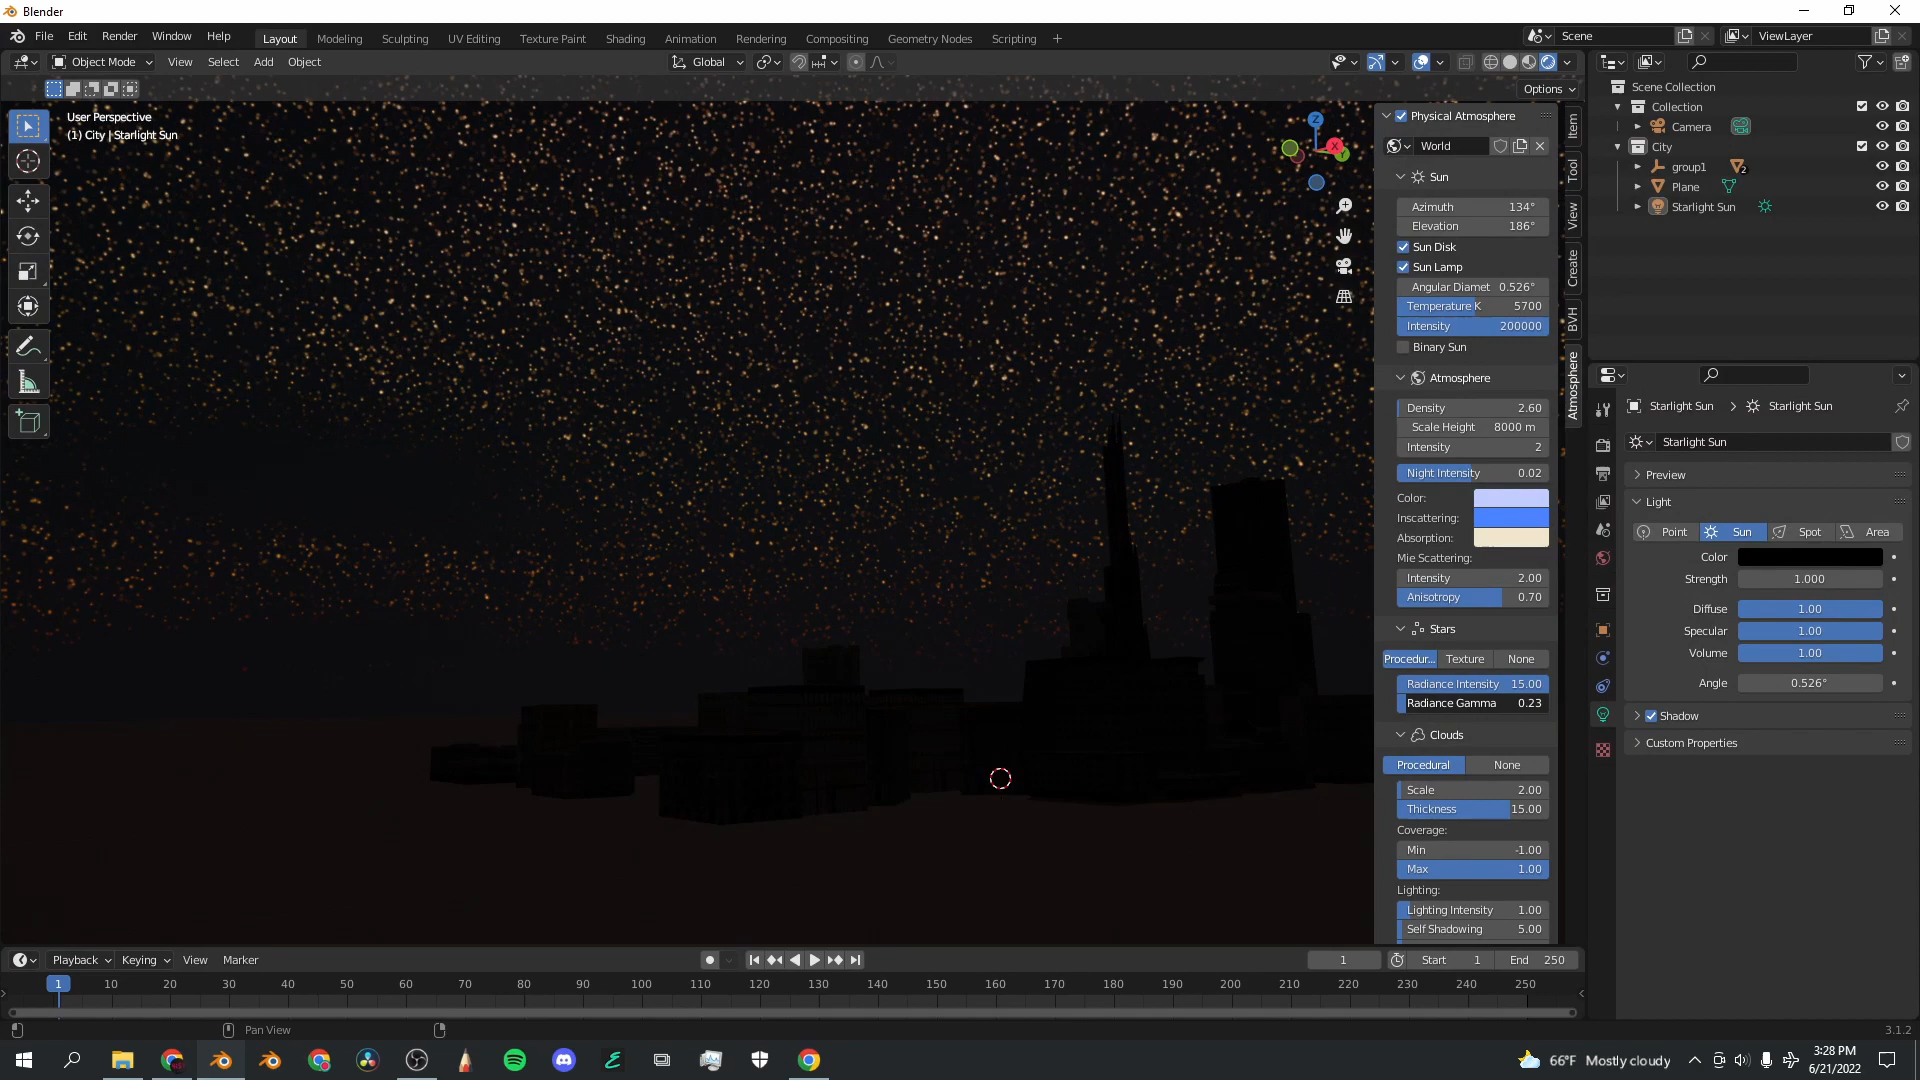 Blender
File Edit Render Window Help
Layout Modeling Sculpting UV Editing Texture Paint Shading Animation Rendering Compositing Geometry Nodes Scripting +
Scene
ViewLayer
Object Mode View Select Add Object
Global
Options
User Perspective
(1) City | Starlight Sun
Z
X
Y
Physical Atmosphere
World
Sun
Azimuth 134°
Elevation 186°
Sun Disk
Sun Lamp
Angular Diamet 0.526°
Temperature K 5700
Intensity 200000
Binary Sun
Atmosphere
Density 2.60
Scale Height 8000 m
Intensity 2
Night Intensity 0.02
Color:
Inscattering:
Absorption:
Mie Scattering:
Intensity 2.00
Anisotropy 0.70
Stars
Procedur... Texture None
Radiance Intensity 15.00
Radiance Gamma 0.23
Clouds
Procedural None
Scale 2.00
Thickness 15.00
Coverage:
Min -1.00
Max 1.00
Lighting:
Lighting Intensity 1.00
Self Shadowing 5.00
Item
Tool
View
Create
BVH
Atmosphere
Scene Collection
Collection
Camera
City
group1 2
Plane
Starlight Sun
Starlight Sun > Starlight Sun
Starlight Sun
Preview
Light
Point Sun Spot Area
Color
Strength 1.000
Diffuse 1.00
Specular 1.00
Volume 1.00
Angle 0.526°
Shadow
Custom Properties
Playback Keying View Marker
1
Start 1
End 250
1 10 20 30 40 50 60 70 80 90 100 110 120 130 140 150 160 170 180 190 200 210 220 230 240 250
Pan View
3.1.2
66°F Mostly cloudy
3:28 PM
6/21/2022